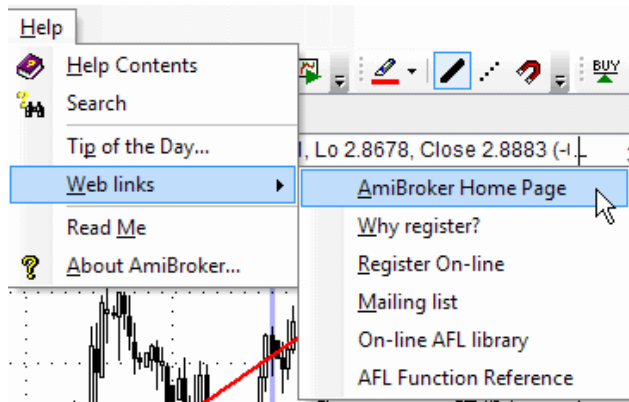 Help
Help Contents
Search
Tip of the Day...
Web links
Read Me
About AmiBroker...
BUY
, Lo 2.8678, Close 2.8883 (-
AmiBroker Home Page
Why register?
Register On-line
Mailing list
On-line AFL library
AFL Function Reference